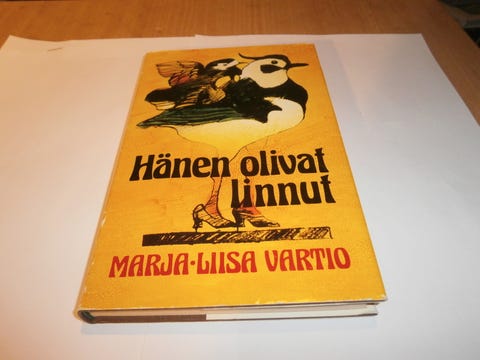 Hänen olivat
linnut
MARJA-LIISA VARTIO